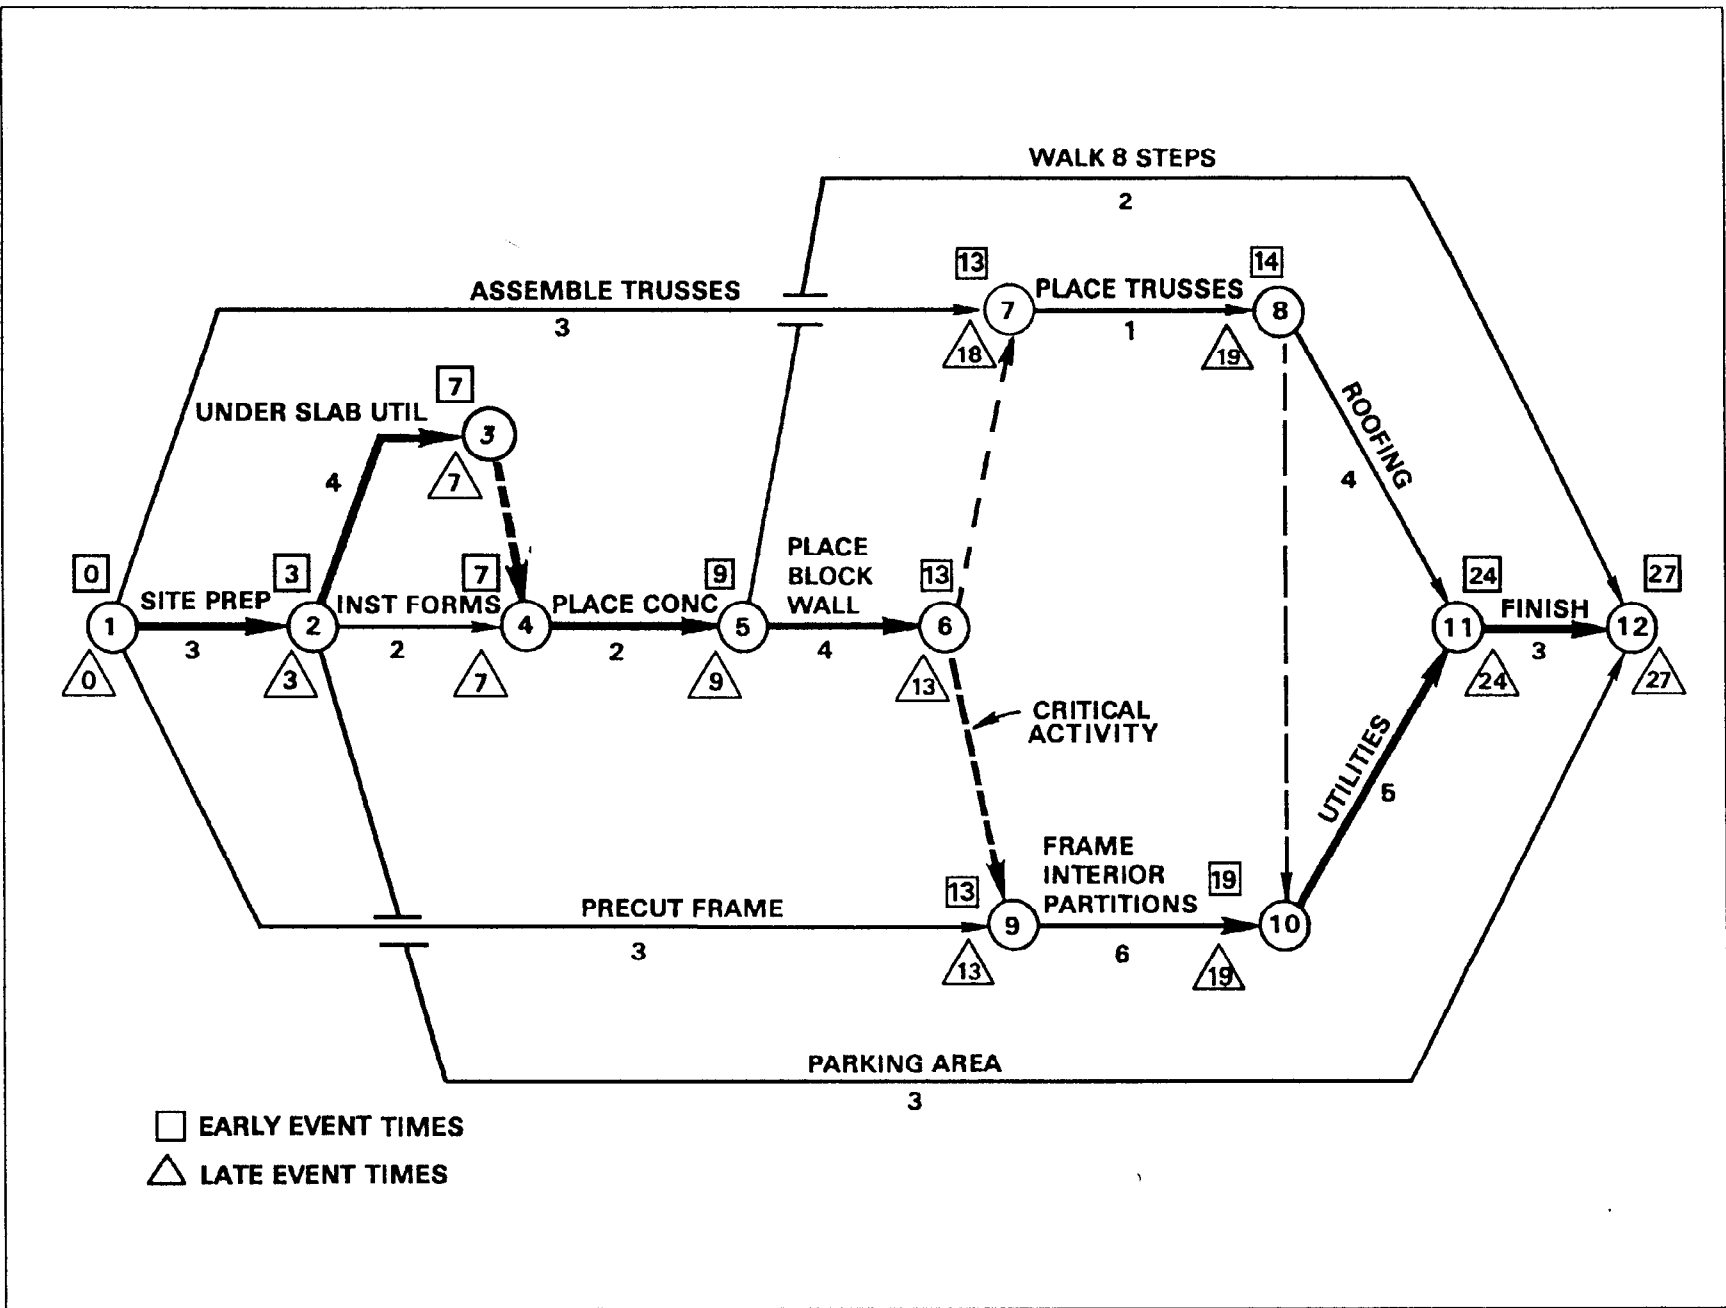 WALK 8 STEPS
2
13
14
ASSEMBLE TRUSSES
7
PLACE TRUSSES
8
3
18
1
19
7
UNDER SLAB UTIL
3
ROOFING
4
7
4
0
3
7
9
PLACE
BLOCK
WALL
13
24
27
SITE PREP
INST FORMS
PLACE CONC
FINISH
1
2
4
5
6
11
12
3
2
2
4
3
0
3
7
9
13
24
27
CRITICAL
ACTIVITY
UTILITIES
5
FRAME
INTERIOR
PARTITIONS
13
19
PRECUT FRAME
9
10
3
6
13
19
PARKING AREA
3
EARLY EVENT TIMES
LATE EVENT TIMES